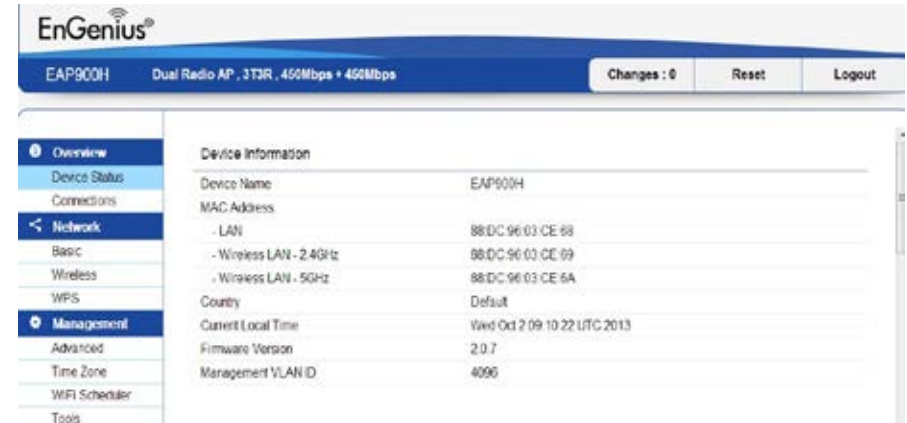 EnGenius®
EAP900H Dual Radio AP , 3T3R , 450Mbps + 450Mbps Changes : 0 Reset Logout
Overview
Device Status
Connections
Network
Basic
Wireless
WPS
Management
Advanced
Time Zone
WiFi Scheduler
Tools
Device Information
Device Name EAP900H
MAC Address
- LAN 88:DC:96:03:CE:68
- Wireless LAN - 2.4GHz 88:DC:96:03:CE:69
- Wireless LAN - 5GHz 88:DC:96:03:CE:6A
Country Default
Current Local Time Wed Oct 2 09:10:22 UTC 2013
Firmware Version 2.0.7
Management VLAN ID 4096